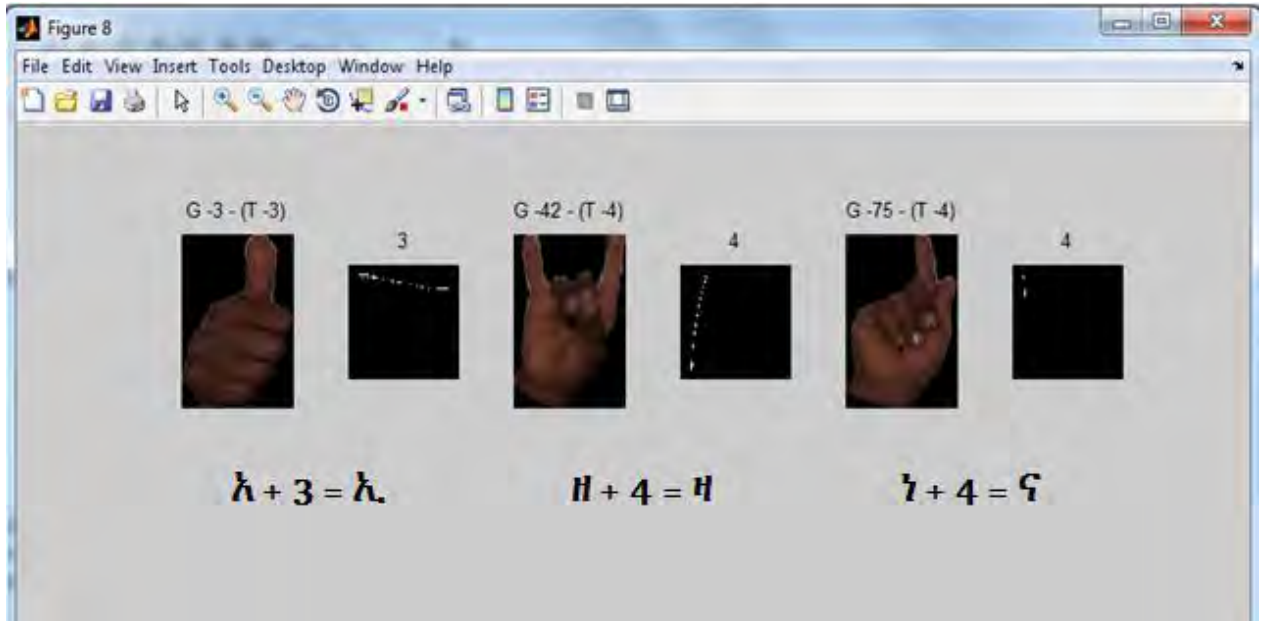 Figure 8
File Edit View Insert Tools Desktop Window Help
G -3 - (T -3)
3
G -42 - (T -4)
4
G -75 - (T -4)
4
አ + 3 = ኢ
ዘ + 4 = ዛ
ነ + 4 = ና